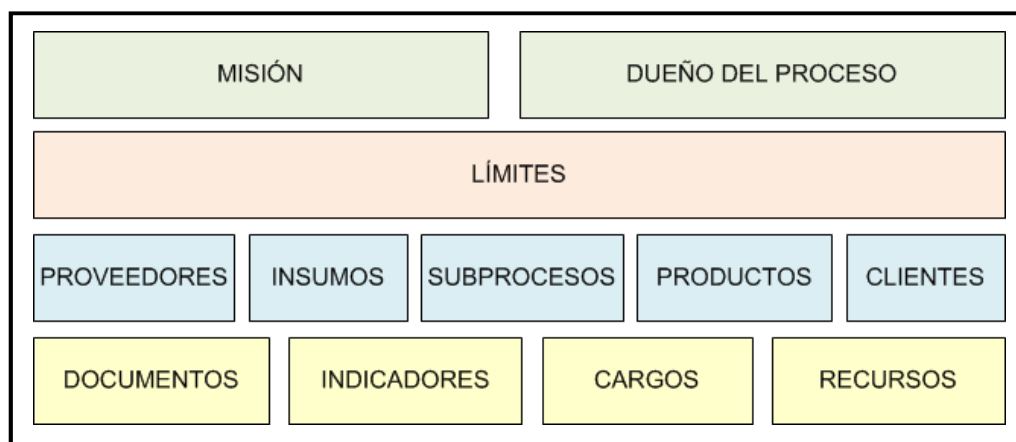 MISIÓN
DUEÑO DEL PROCESO
LÍMITES
PROVEEDORES
INSUMOS
SUBPROCESOS
PRODUCTOS
CLIENTES
DOCUMENTOS
INDICADORES
CARGOS
RECURSOS